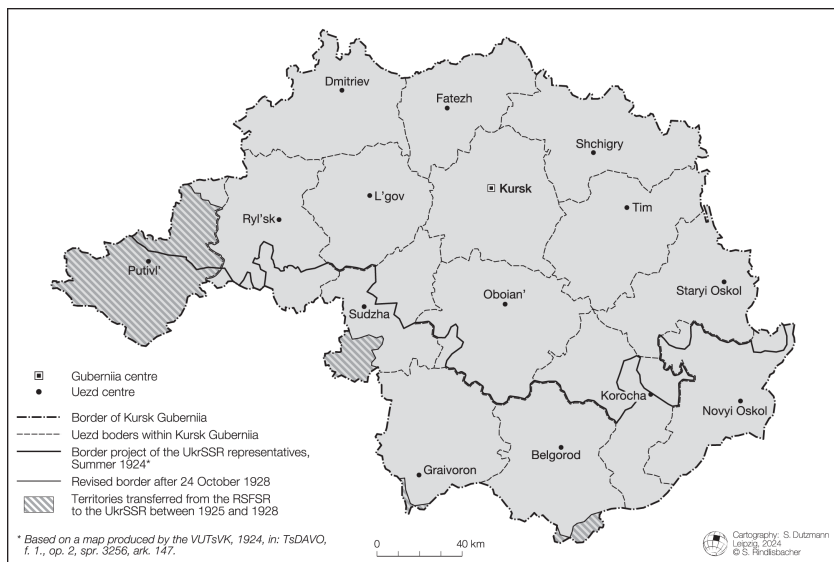 Dmitriev
Fatezh
Shchigry
L'gov
Kursk
Ryl'sk
Tim
Putivl'
Staryi Oskol
Oboian'
Sudzha
Korocha
Novyi Oskol
Belgorod
Graivoron
Guberniia centre
Uezd centre
Border of Kursk Guberniia
Uezd boders within Kursk Guberniia
Border project of the UkrSSR representatives,
Summer 1924*
Revised border after 24 October 1928
Territories transferred from the RSFSR
to the UkrSSR between 1925 and 1928
* Based on a map produced by the VUTsVK, 1924, in: TsDAVO,
f. 1., op. 2, spr. 3256, ark. 147.
0 40 km
Cartography: S. Dutzmann
Leipzig, 2024
© S. Rindlisbacher